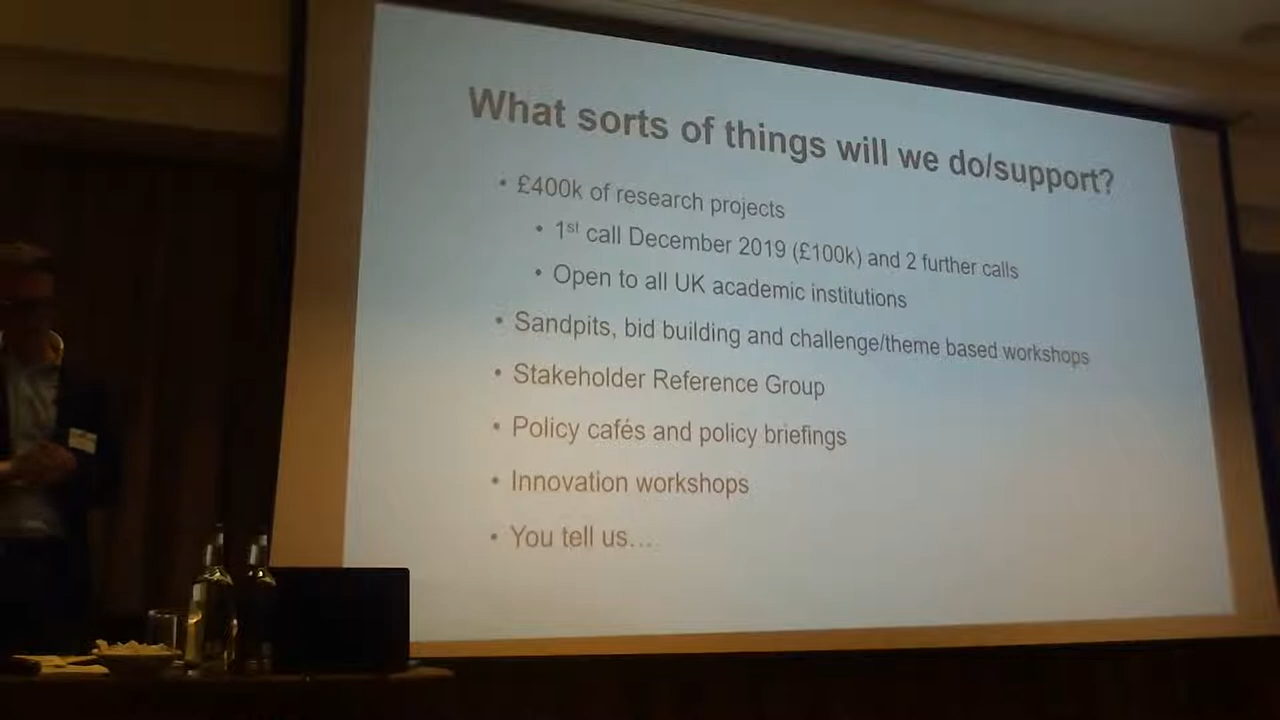 What sorts of things will we do/support?
• £400k of research projects
• 1st call December 2019 (£100k) and 2 further calls
• Open to all UK academic institutions
• Sandpits, bid building and challenge/theme based workshops
• Stakeholder Reference Group
• Policy cafés and policy briefings
• Innovation workshops
• You tell us…